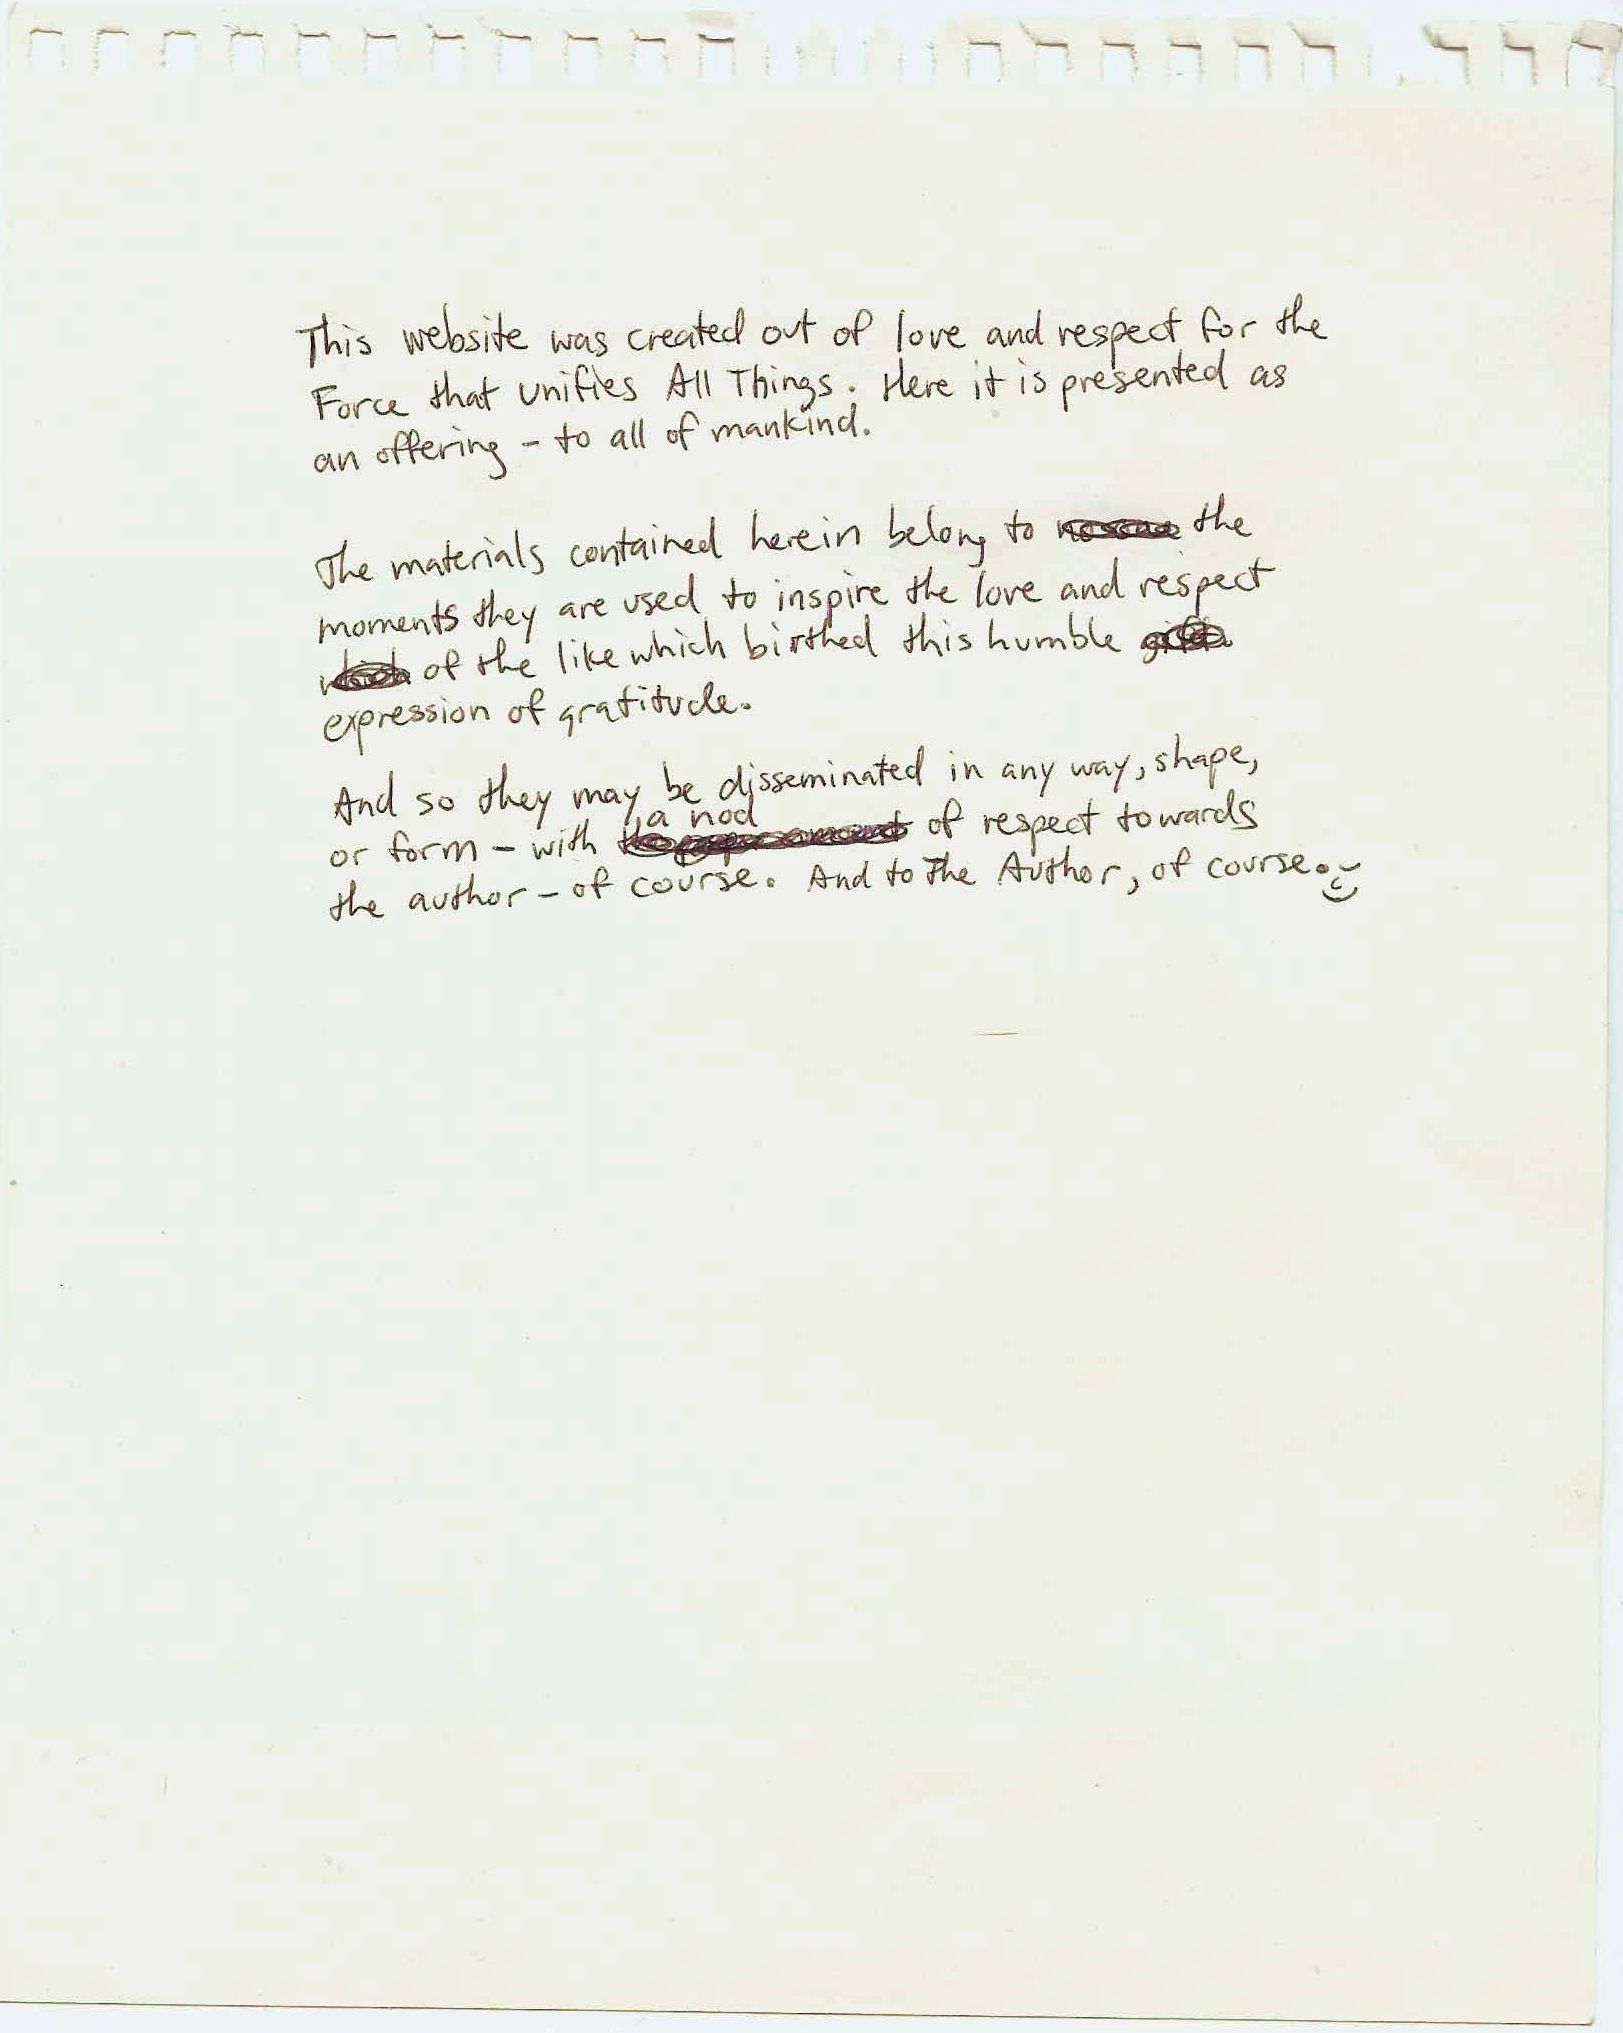 This website was created out of love and respect for the
Force that unifies All Things. Here it is presented as
an offering - to all of mankind.
The materials contained herein belong to the
moments they are used to inspire the love and respect
of the like which birthed this humble
expression of gratitude.
And so they may be disseminated in any way, shape,
a nod
or form - with of respect towards
the author - of course. And to The Author, of course.